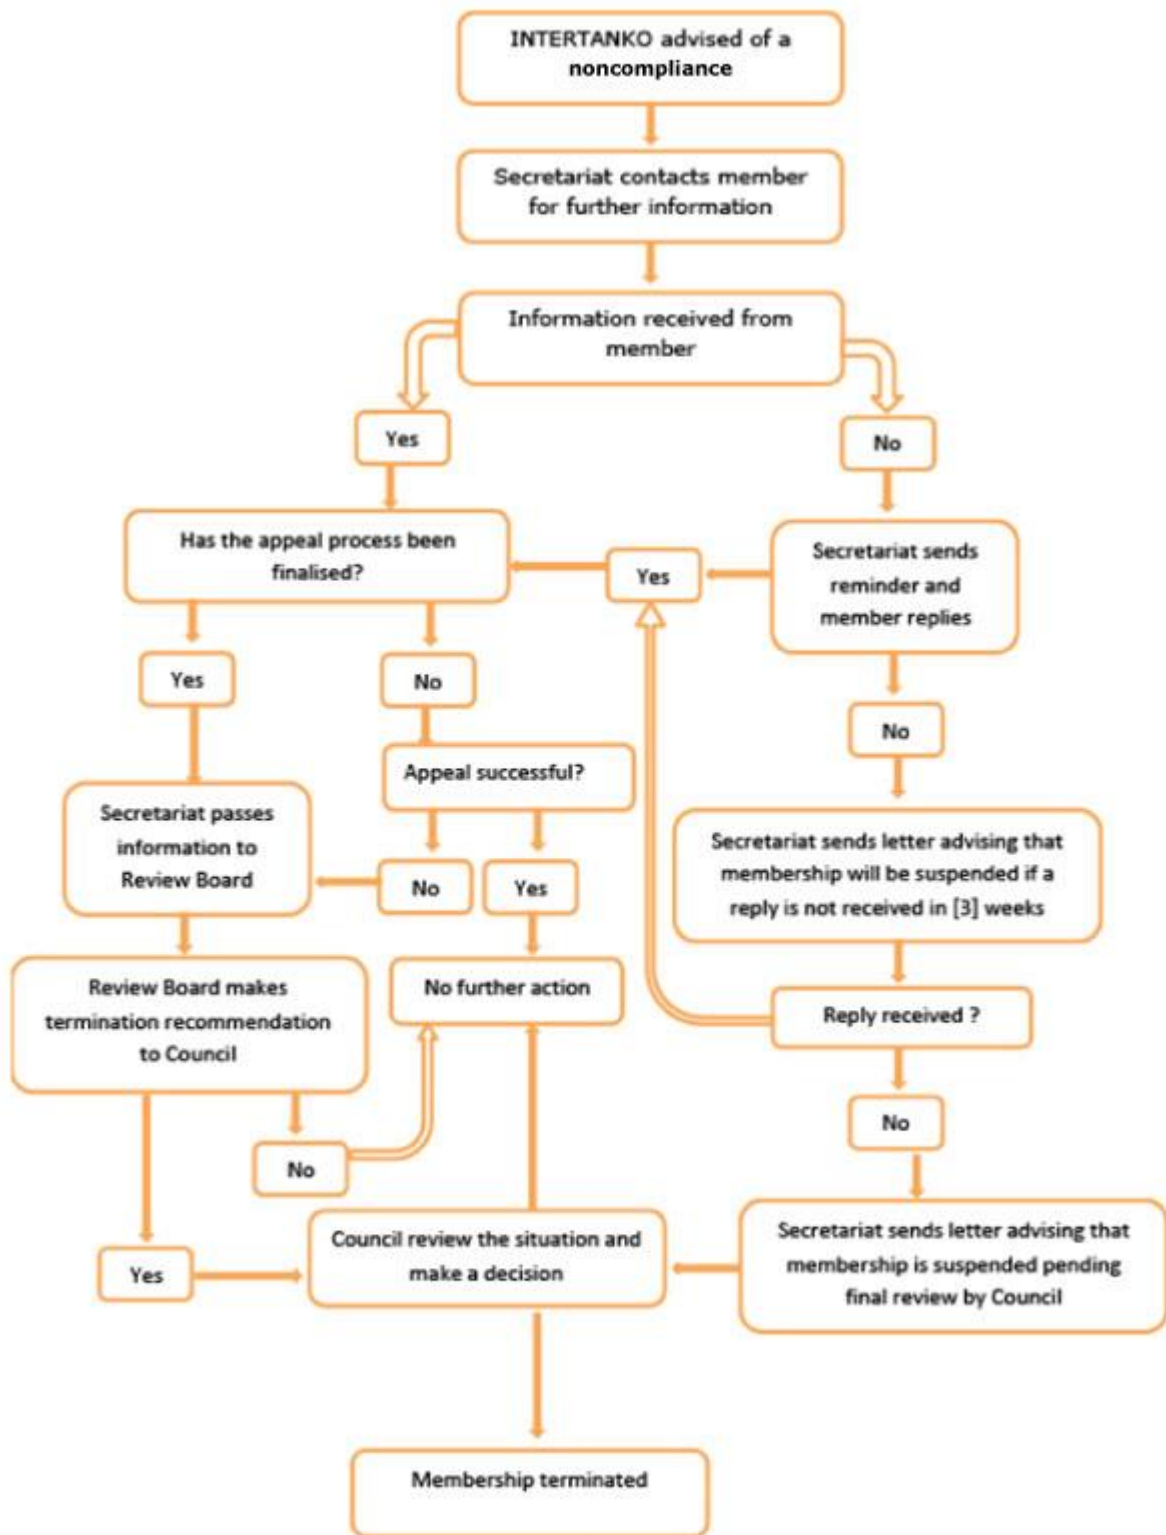 INTERTANKO advised of a
noncompliance
Secretariat contacts member
for further information
Information received from
member
Yes
No
Has the appeal process been
finalised?
Yes
Secretariat sends
reminder and
member replies
Yes
No
No
Appeal successful?
Secretariat passes
information to
Review Board
No
Yes
Secretariat sends letter advising that
membership will be suspended if a
reply is not received in [3] weeks
Review Board makes
termination recommendation
to Council
No further action
Reply received ?
No
No
Council review the situation and
make a decision
Secretariat sends letter advising that
membership is suspended pending
final review by Council
Yes
Membership terminated